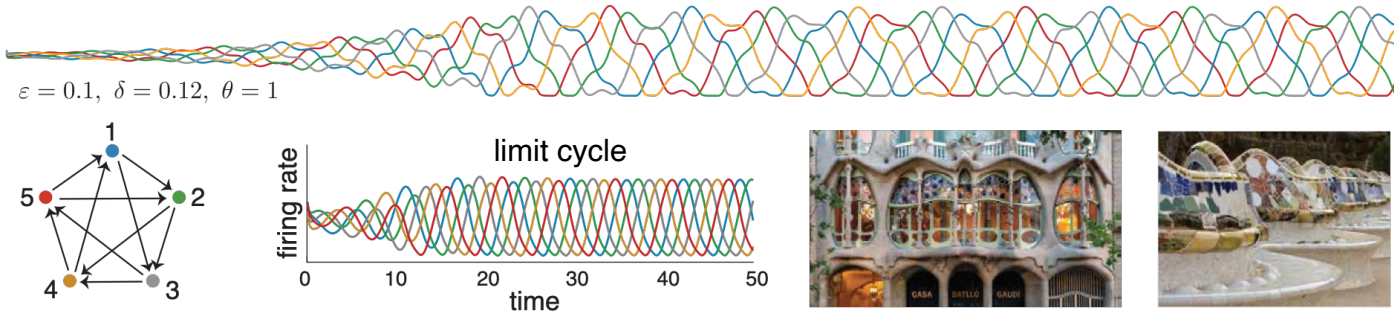 ε = 0.1, δ = 0.12, θ = 1
1
5
2
4
3
limit cycle
firing rate
0 10 20 30 40 50
time
CASA BATLLÓ GAUDÍ